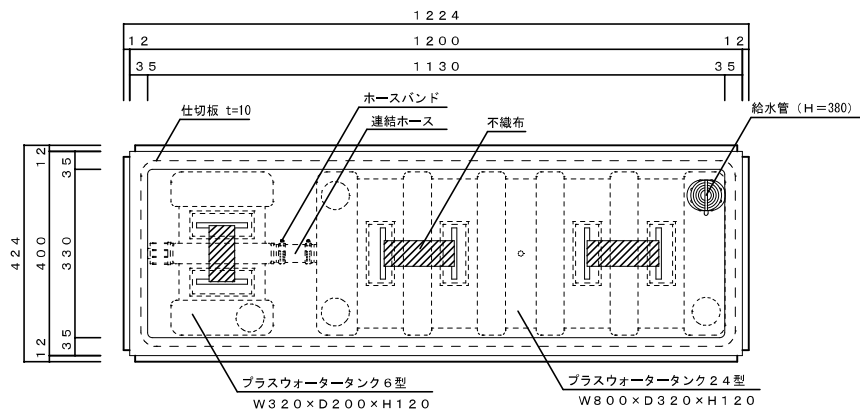 1224
12
1200
12
35
1130
35
ホースバンド
仕切板 t=10
連結ホース
不織布
給水管（H=380）
424
12
400
12
35
330
35
プラスウォータータンク6型
W320×D200×H120
プラスウォータータンク24型
W800×D320×H120